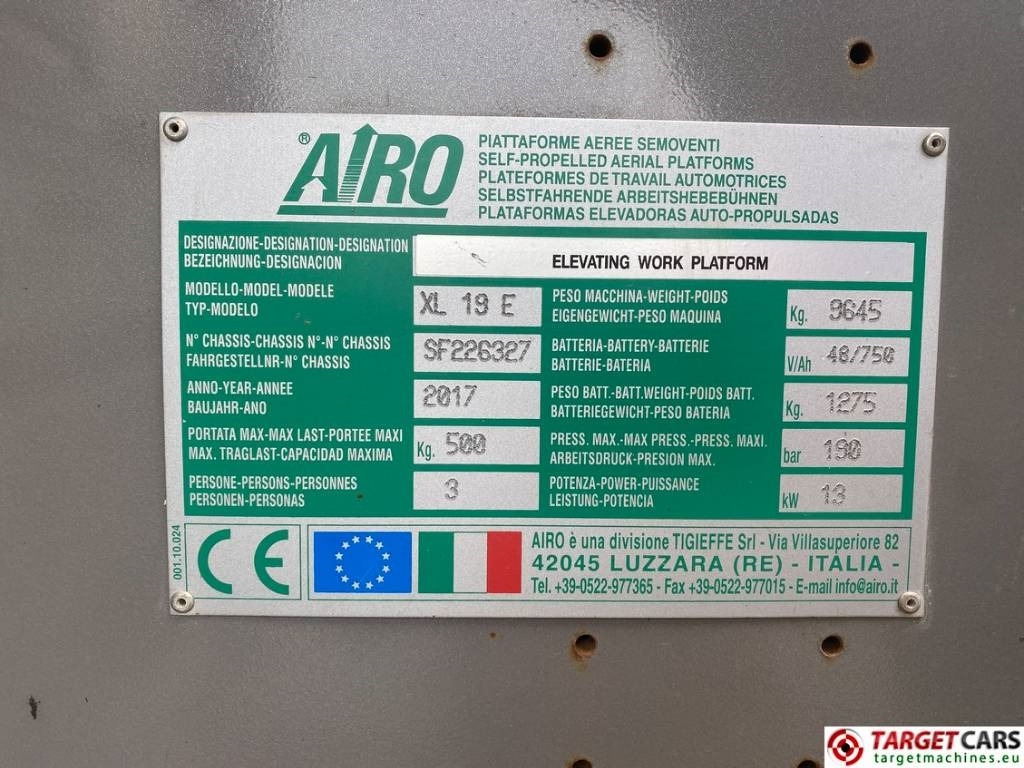 ® AIRO
PIATTAFORME AEREE SEMOVENTI
SELF-PROPELLED AERIAL PLATFORMS
PLATEFORMES DE TRAVAIL AUTOMOTRICES
SELBSTFAHRENDE ARBEITSHEBEBÜHNEN
PLATAFORMAS ELEVADORAS AUTO-PROPULSADAS
DESIGNAZIONE-DESIGNATION-DESIGNATION
BEZEICHNUNG-DESIGNACION
ELEVATING WORK PLATFORM
MODELLO-MODEL-MODELE
TYP-MODELO
XL 19 E
PESO MACCHINA-WEIGHT-POIDS
EIGENGEWICHT-PESO MAQUINA
Kg. 9645
N° CHASSIS-CHASSIS N°-N° CHASSIS
FAHRGESTELLNR-N° CHASSIS
SF226327
BATTERIA-BATTERY-BATTERIE
BATTERIE-BATERIA
V/Ah 48/750
ANNO-YEAR-ANNEE
BAUJAHR-ANO
2017
PESO BATT.-BATT.WEIGHT-POIDS BATT.
BATTERIEGEWICHT-PESO BATERIA
Kg. 1275
PORTATA MAX-MAX LAST-PORTEE MAXI
MAX. TRAGLAST-CAPACIDAD MAXIMA
Kg. 500
PRESS. MAX.-MAX PRESS.-PRESS. MAXI.
ARBEITSDRUCK-PRESION MAX.
bar 190
PERSONE-PERSONS-PERSONNES
PERSONEN-PERSONAS
3
POTENZA-POWER-PUISSANCE
LEISTUNG-POTENCIA
kW 13
001.10.024
CE
AIRO è una divisione TIGIEFFE Srl - Via Villasuperiore 82
42045 LUZZARA (RE) - ITALIA -
Tel. +39-0522-977365 - Fax +39-0522-977015 - E-mail info@airo.it
TARGETCARS
targetmachines.eu